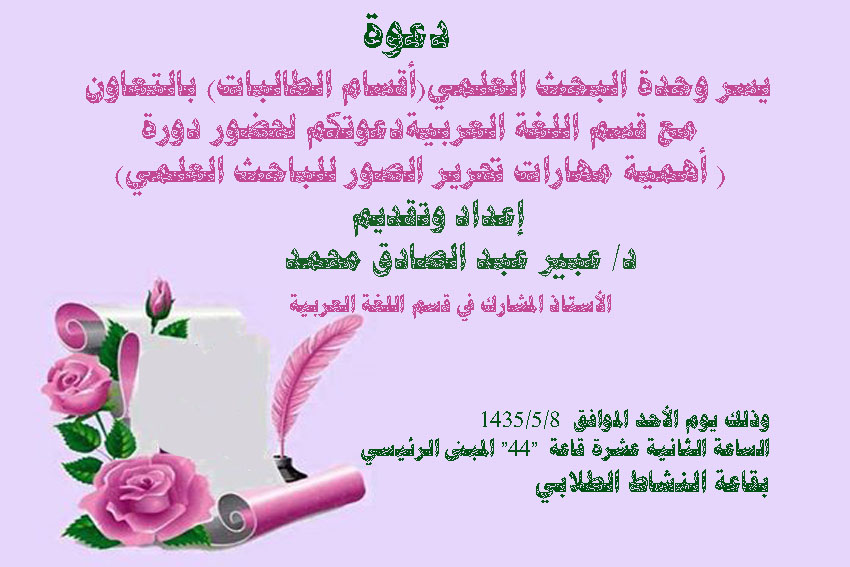 دعوة
يسر وحدة البحث العلمي(أقسام الطالبات) بالتعاون
مع قسم اللغة العربيةدعوتكم لحضور دورة
( أهمية مهارات تحرير الصور للباحث العلمي)
إعداد وتقديم
د/ عبير عبد الصادق محمد
الأستاذ المشارك في قسم اللغة العربية
وذلك يوم الأحد الموافق 1435/5/8
الساعة الثانية عشرة قاعة "44" المبنى الرئيسي
بقاعة النشاط الطلابي